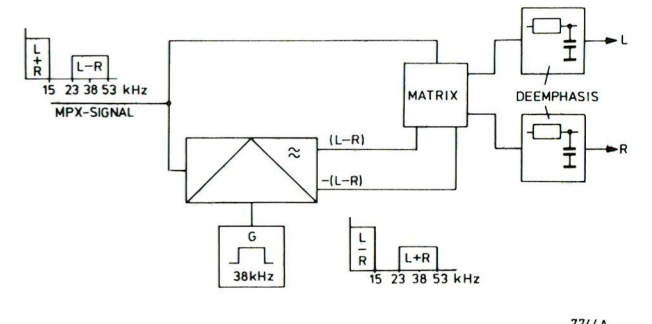 L
+
R
L-R
15 23 38 53 kHz
MPX-SIGNAL
MATRIX
L
DEEMPHASIS
R
≈
(L-R)
-(L-R)
G
38kHz
L
-
R
L+R
15 23 38 53 kHz